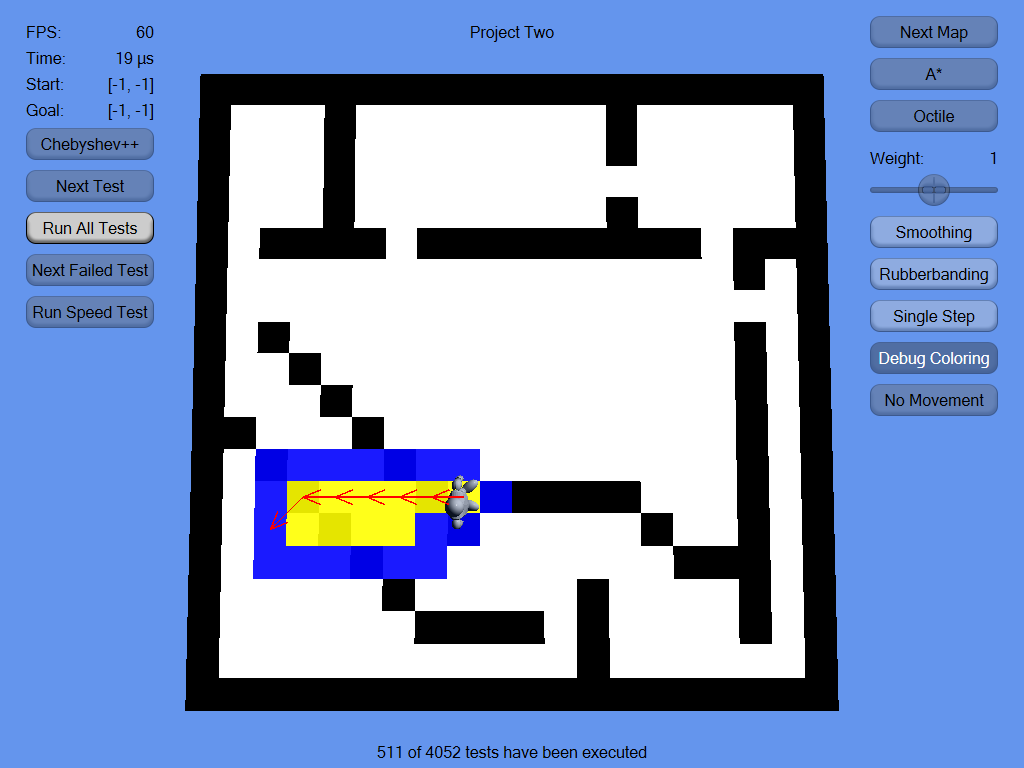 FPS: 60
Time: 19 µs
Start: [-1, -1]
Goal: [-1, -1]
Chebyshev++
Next Test
Run All Tests
Next Failed Test
Run Speed Test
Project Two
Next Map
A*
Octile
Weight: 1
Smoothing
Rubberbanding
Single Step
Debug Coloring
No Movement
511 of 4052 tests have been executed